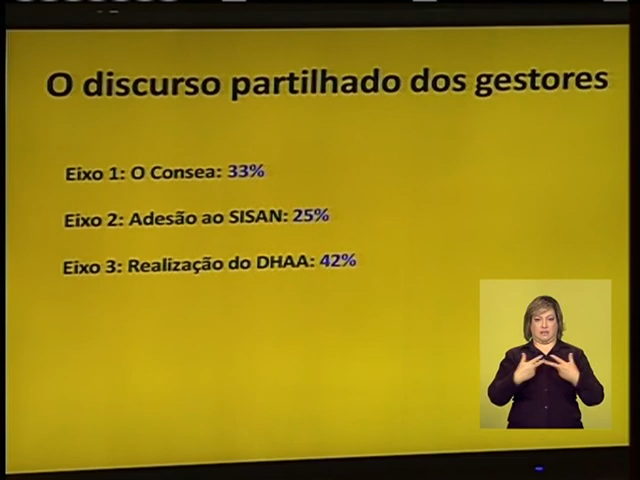 O discurso partilhado dos gestores
Eixo 1: O Consea: 33%
Eixo 2: Adesão ao SISAN: 25%
Eixo 3: Realização do DHAA: 42%